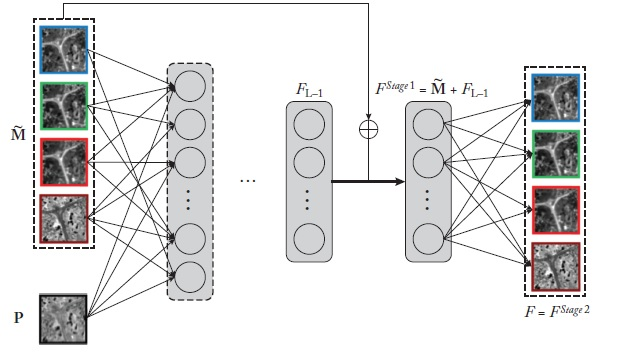 F_{L–1}
F^{Stage 1} = M̃ + F_{L–1}
M̃
...
P
F = F^{Stage 2}